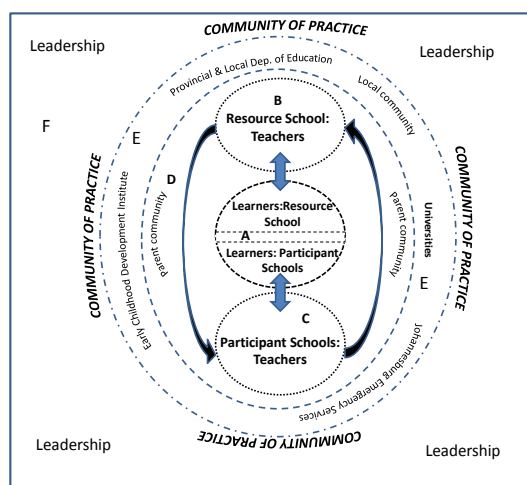 COMMUNITY OF PRACTICE
Leadership
Leadership
Provincial & Local Dep. of Education
Local community
F
E
B
Resource School:
Teachers
D
COMMUNITY OF PRACTICE
COMMUNITY OF PRACTICE
Early Childhood Development Institute
Parent community
Learners:Resource
School
A
Learners: Participant
Schools
Parent community
Universities
E
C
Participant Schools:
Teachers
Johannesburg Emergency Services
Leadership
COMMUNITY OF PRACTICE
Leadership